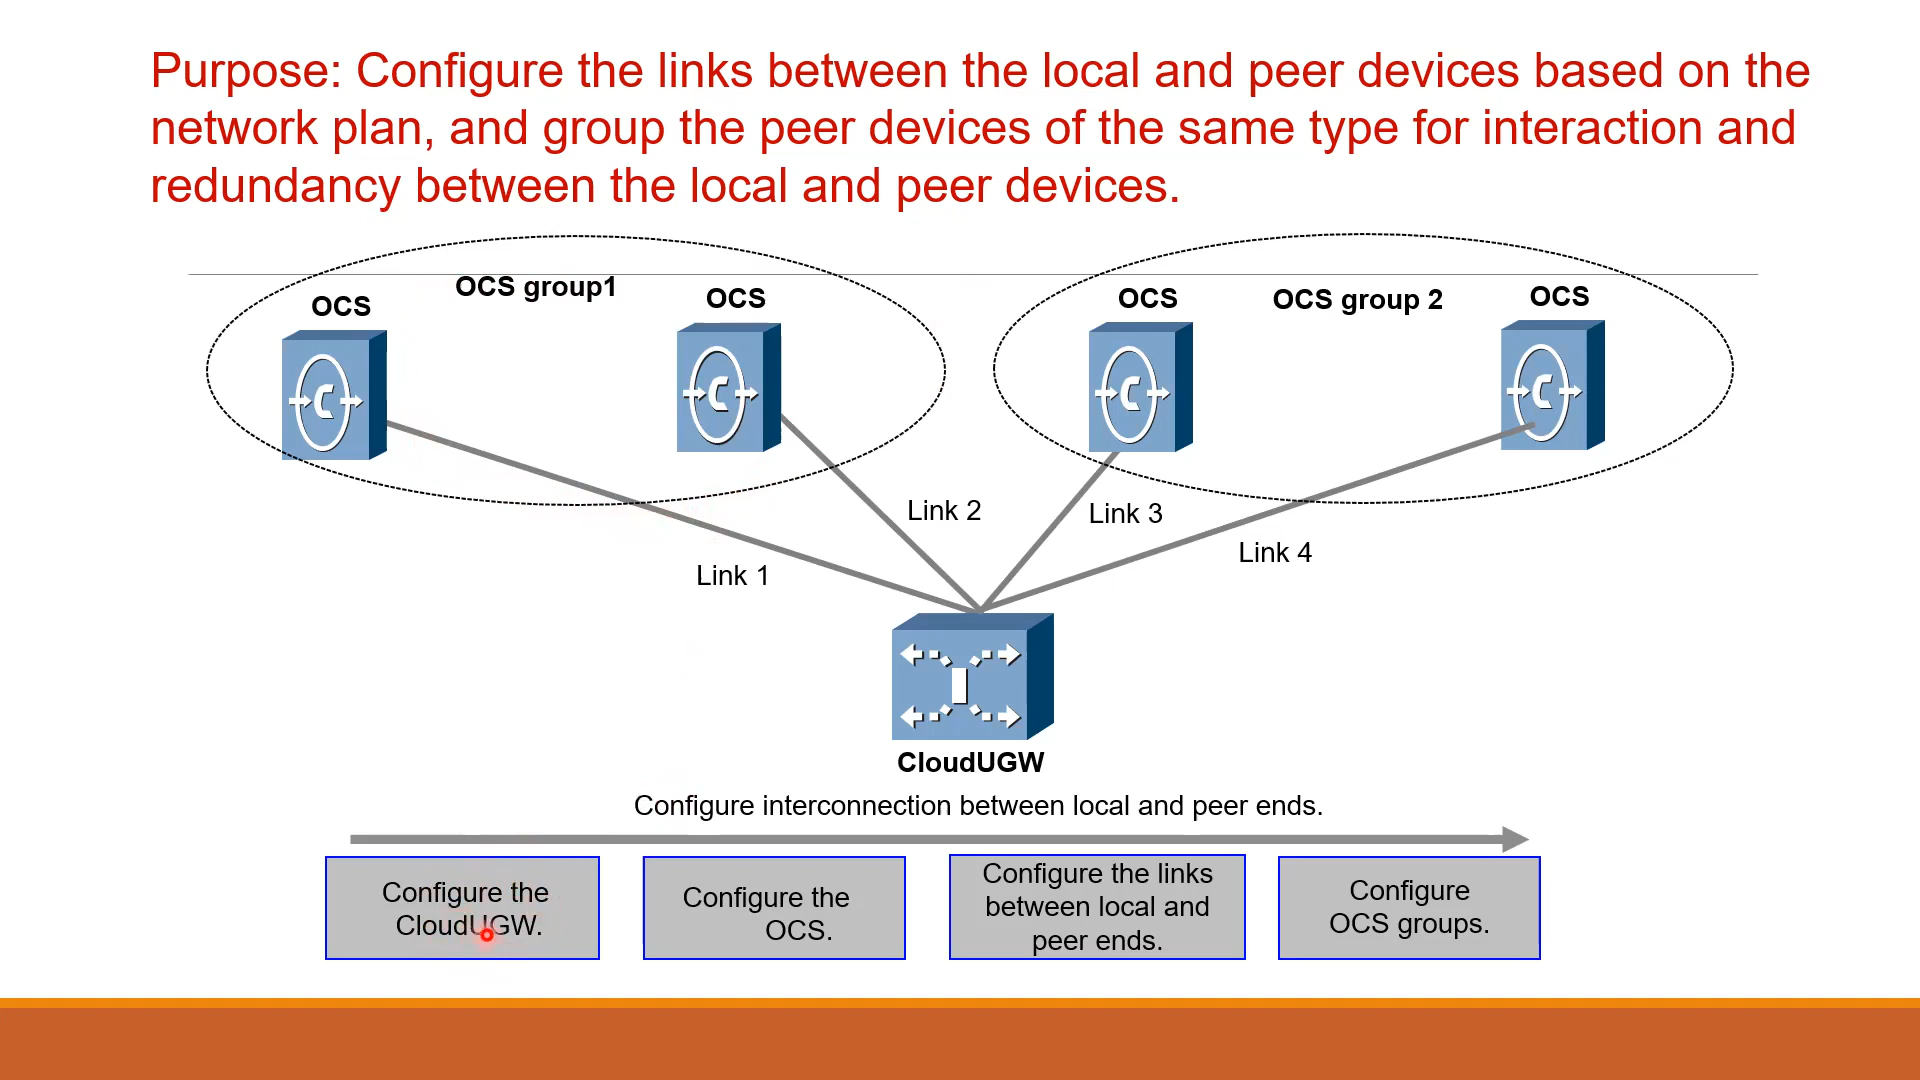 Purpose: Configure the links between the local and peer devices based on the
network plan, and group the peer devices of the same type for interaction and
redundancy between the local and peer devices.
OCS group1
OCS
OCS
OCS
OCS group 2
OCS
Link 2
Link 3
Link 4
Link 1
CloudUGW
Configure interconnection between local and peer ends.
Configure the
CloudUGW.
Configure the
OCS.
Configure the links
between local and
peer ends.
Configure
OCS groups.